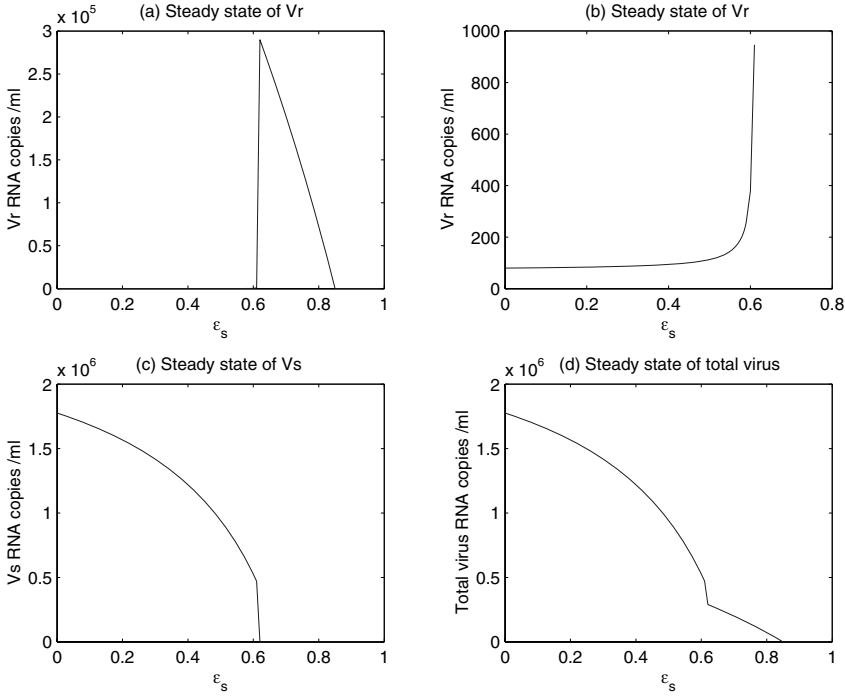 (a) Steady state of Vr
x 10^5
3
2.5
2
1.5
1
0.5
0
Vr RNA copies /ml
0 0.2 0.4 0.6 0.8 1
ε_s
(b) Steady state of Vr
1000
800
600
400
200
0
Vr RNA copies /ml
0 0.2 0.4 0.6 0.8
ε_s
(c) Steady state of Vs
x 10^6
2
1.5
1
0.5
0
Vs RNA copies /ml
0 0.2 0.4 0.6 0.8 1
ε_s
(d) Steady state of total virus
x 10^6
2
1.5
1
0.5
0
Total virus RNA copies /ml
0 0.2 0.4 0.6 0.8 1
ε_s